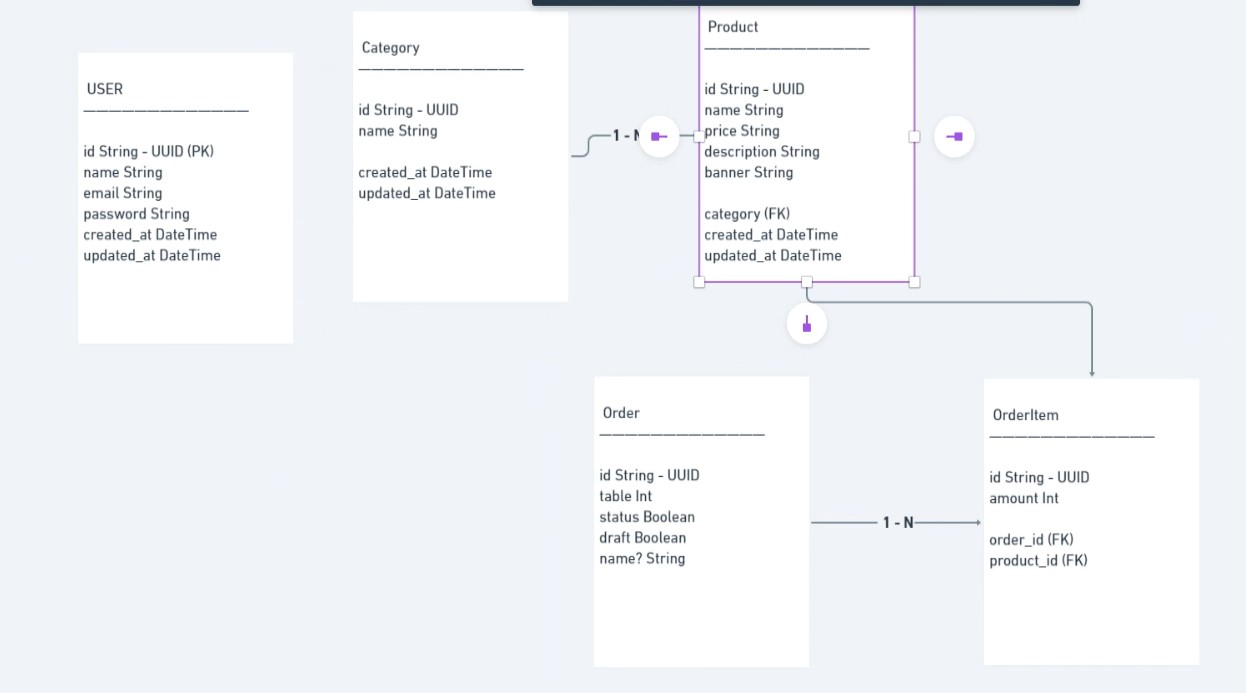 USER
id String - UUID (PK)
name String
email String
password String
created_at DateTime
updated_at DateTime
Category
id String - UUID
name String
created_at DateTime
updated_at DateTime
1 - N
Product
id String - UUID
name String
price String
description String
banner String
category (FK)
created_at DateTime
updated_at DateTime
Order
id String - UUID
table Int
status Boolean
draft Boolean
name? String
1 - N
OrderItem
id String - UUID
amount Int
order_id (FK)
product_id (FK)